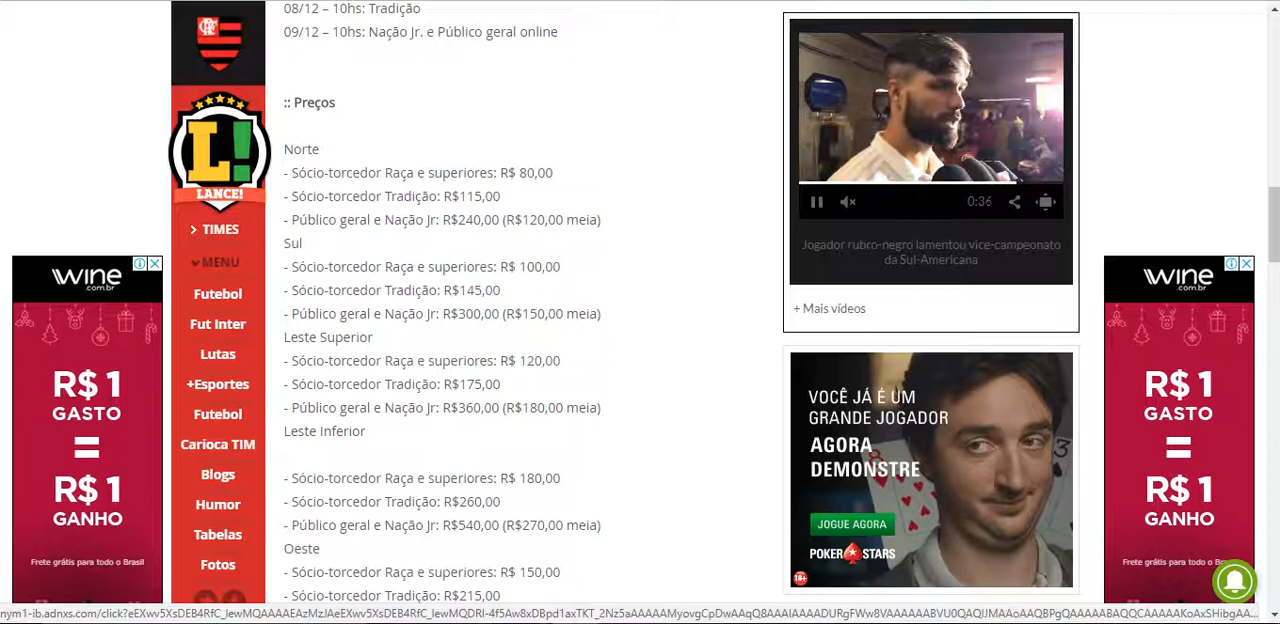 08/12 – 10hs: Tradição
09/12 – 10hs: Nação Jr. e Público geral online
:: Preços
Norte
- Sócio-torcedor Raça e superiores: R$ 80,00
- Sócio-torcedor Tradição: R$115,00
- Público geral e Nação Jr: R$240,00 (R$120,00 meia)
Sul
- Sócio-torcedor Raça e superiores: R$ 100,00
- Sócio-torcedor Tradição: R$145,00
- Público geral e Nação Jr: R$300,00 (R$150,00 meia)
Leste Superior
- Sócio-torcedor Raça e superiores: R$ 120,00
- Sócio-torcedor Tradição: R$175,00
- Público geral e Nação Jr: R$360,00 (R$180,00 meia)
Leste Inferior
- Sócio-torcedor Raça e superiores: R$ 180,00
- Sócio-torcedor Tradição: R$260,00
- Público geral e Nação Jr: R$540,00 (R$270,00 meia)
Oeste
- Sócio-torcedor Raça e superiores: R$ 150,00
- Sócio-torcedor Tradição: R$215,00
L!
LANCE!
TIMES
MENU
Futebol
Fut Inter
Lutas
+Esportes
Futebol
Carioca TIM
Blogs
Humor
Tabelas
Fotos
wine
.com.br
R$ 1
GASTO
=
R$ 1
GANHO
Frete grátis para todo o Brasil
0:36
Jogador rubro-negro lamentou vice-campeonato
da Sul-Americana
+ Mais vídeos
VOCÊ JÁ É UM
GRANDE JOGADOR
AGORA
DEMONSTRE
JOGUE AGORA
POKERSTARS
18+
wine
.com.br
R$ 1
GASTO
=
R$ 1
GANHO
Frete grátis para todo o